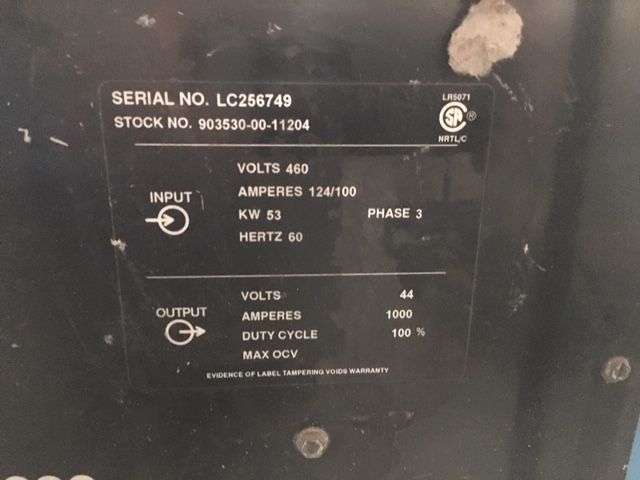 SERIAL NO. LC256749
STOCK NO. 903530-00-11204
LR5071
SA ®
NRTL/C
INPUT
VOLTS 460
AMPERES 124/100
KW 53 PHASE 3
HERTZ 60
OUTPUT
VOLTS 44
AMPERES 1000
DUTY CYCLE 100 %
MAX OCV
EVIDENCE OF LABEL TAMPERING VOIDS WARRANTY